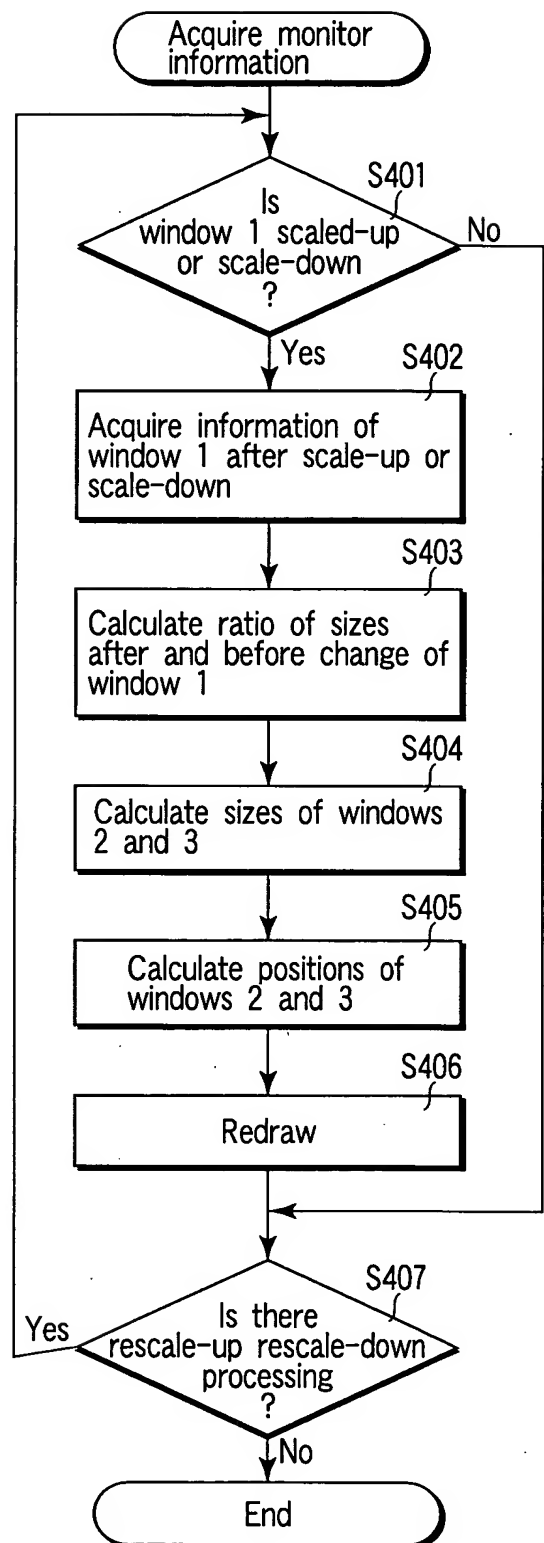 Acquire monitor
information
S401
Is
window 1 scaled-up
or scale-down
?
No
Yes
S402
Acquire information of
window 1 after scale-up or
scale-down
S403
Calculate ratio of sizes
after and before change of
window 1
S404
Calculate sizes of windows
2 and 3
S405
Calculate positions of
windows 2 and 3
S406
Redraw
S407
Yes
Is there
rescale-up rescale-down
processing
?
No
End